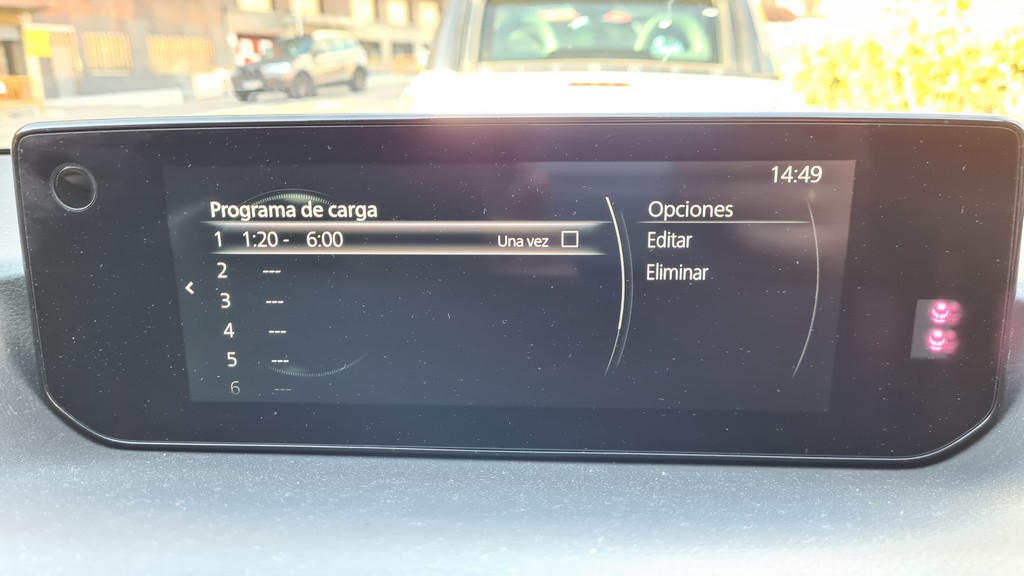 14:49
Programa de carga
1 1:20 - 6:00 Una vez
2 ---
3 ---
4 ---
5 ---
6 ---
Opciones
Editar
Eliminar